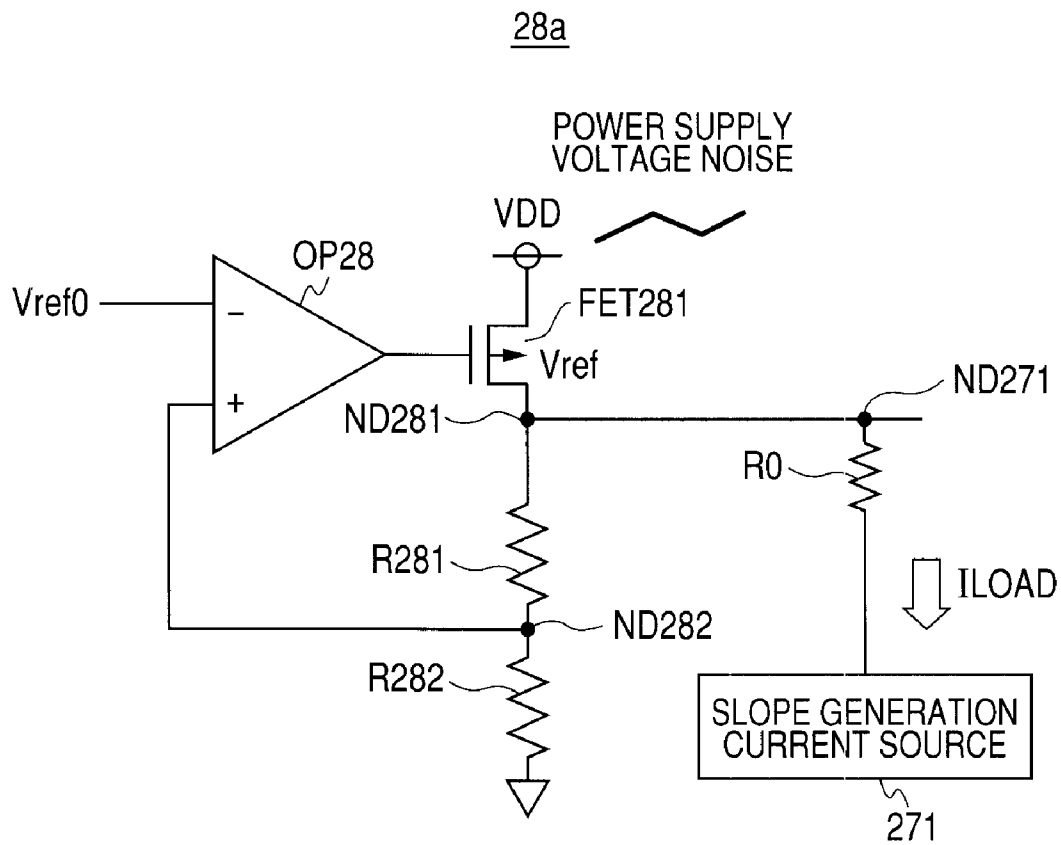 28a
POWER SUPPLY
VOLTAGE NOISE
VDD
OP28
Vref0
−
+
FET281
Vref
ND281
ND271
R0
R281
ILOAD
ND282
R282
SLOPE GENERATION
CURRENT SOURCE
271